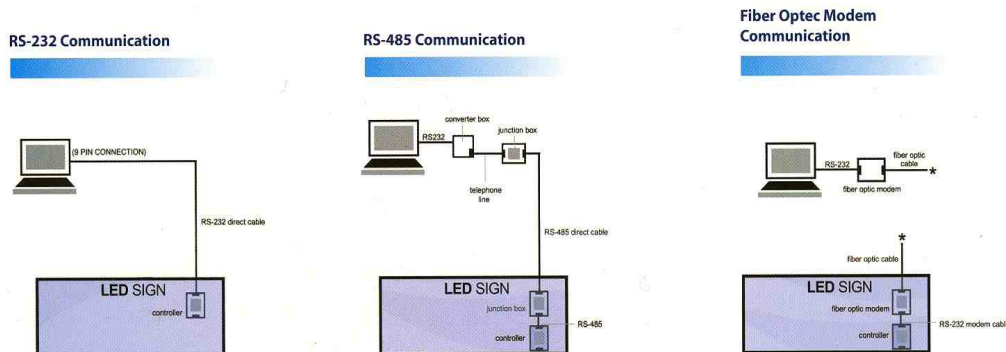 RS-232 Communication
(9 PIN CONNECTION)
RS-232 direct cable
LED SIGN
controller
RS-485 Communication
converter box
RS232
junction box
telephone
line
RS-485 direct cable
LED SIGN
junction box
RS-485
controller
Fiber Optec Modem
Communication
RS-232
fiber optic
cable
*
fiber optic modem
*
fiber optic cable
LED SIGN
fiber optic modem
RS-232 modem cable
controller